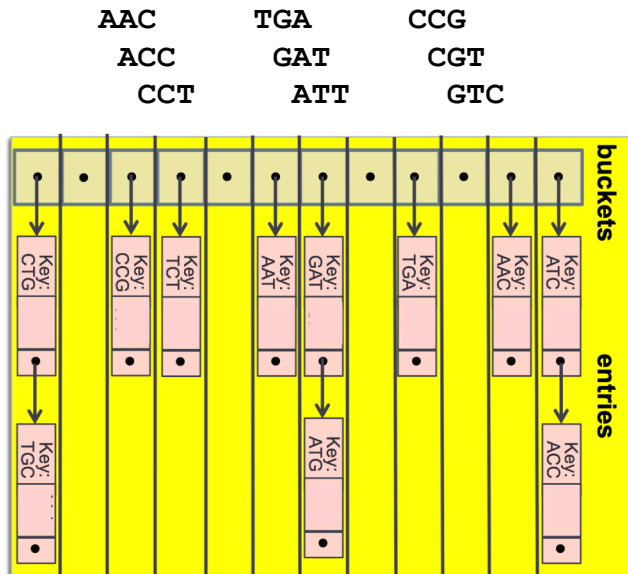 AAC TGA CCG
ACC GAT CGT
CCT ATT GTC
buckets
Key: CTG
Key: CCG
Key: TCT
Key: AAT
Key: GAT
Key: TGA
Key: AAC
Key: ATC
entries
Key: TGC
Key: ATG
Key: ACC